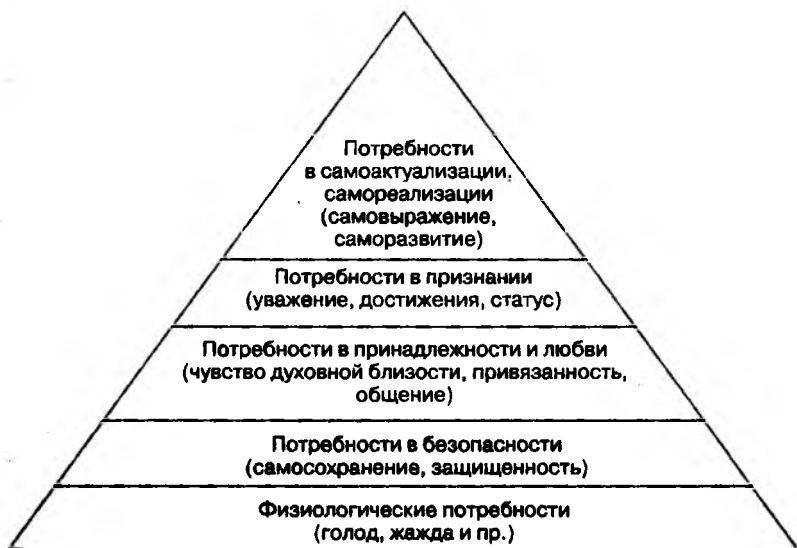 Потребности
в самоактуализации,
самореализации
(самовыражение,
саморазвитие)
Потребности в признании
(уважение, достижения, статус)
Потребности в принадлежности и любви
(чувство духовной близости, привязанность,
общение)
Потребности в безопасности
(самосохранение, защищенность)
Физиологические потребности
(голод, жажда и пр.)